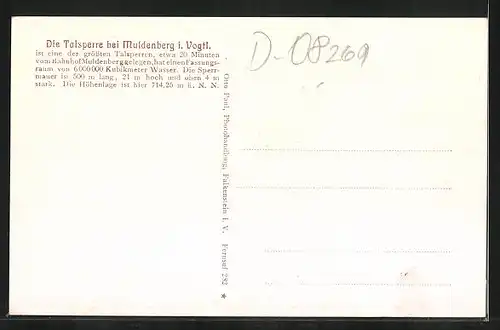 Die Talsperre bei Muldenberg i. Vogtl.
ist eine der größten Talsperren, etwa 20 Minuten
vom Bahnhof Muldenberg gelegen, hat einen Fassungs-
raum von 6000000 Kubikmeter Wasser. Die Sperr-
mauer ist 500 m lang, 21 m hoch und oben 4 m
stark. Die Höhenlage ist hier 714,25 m ü. N. N.
D-08269
Otto Paul, Photohandlung, Falkenstein i. V. Fernruf 282 *